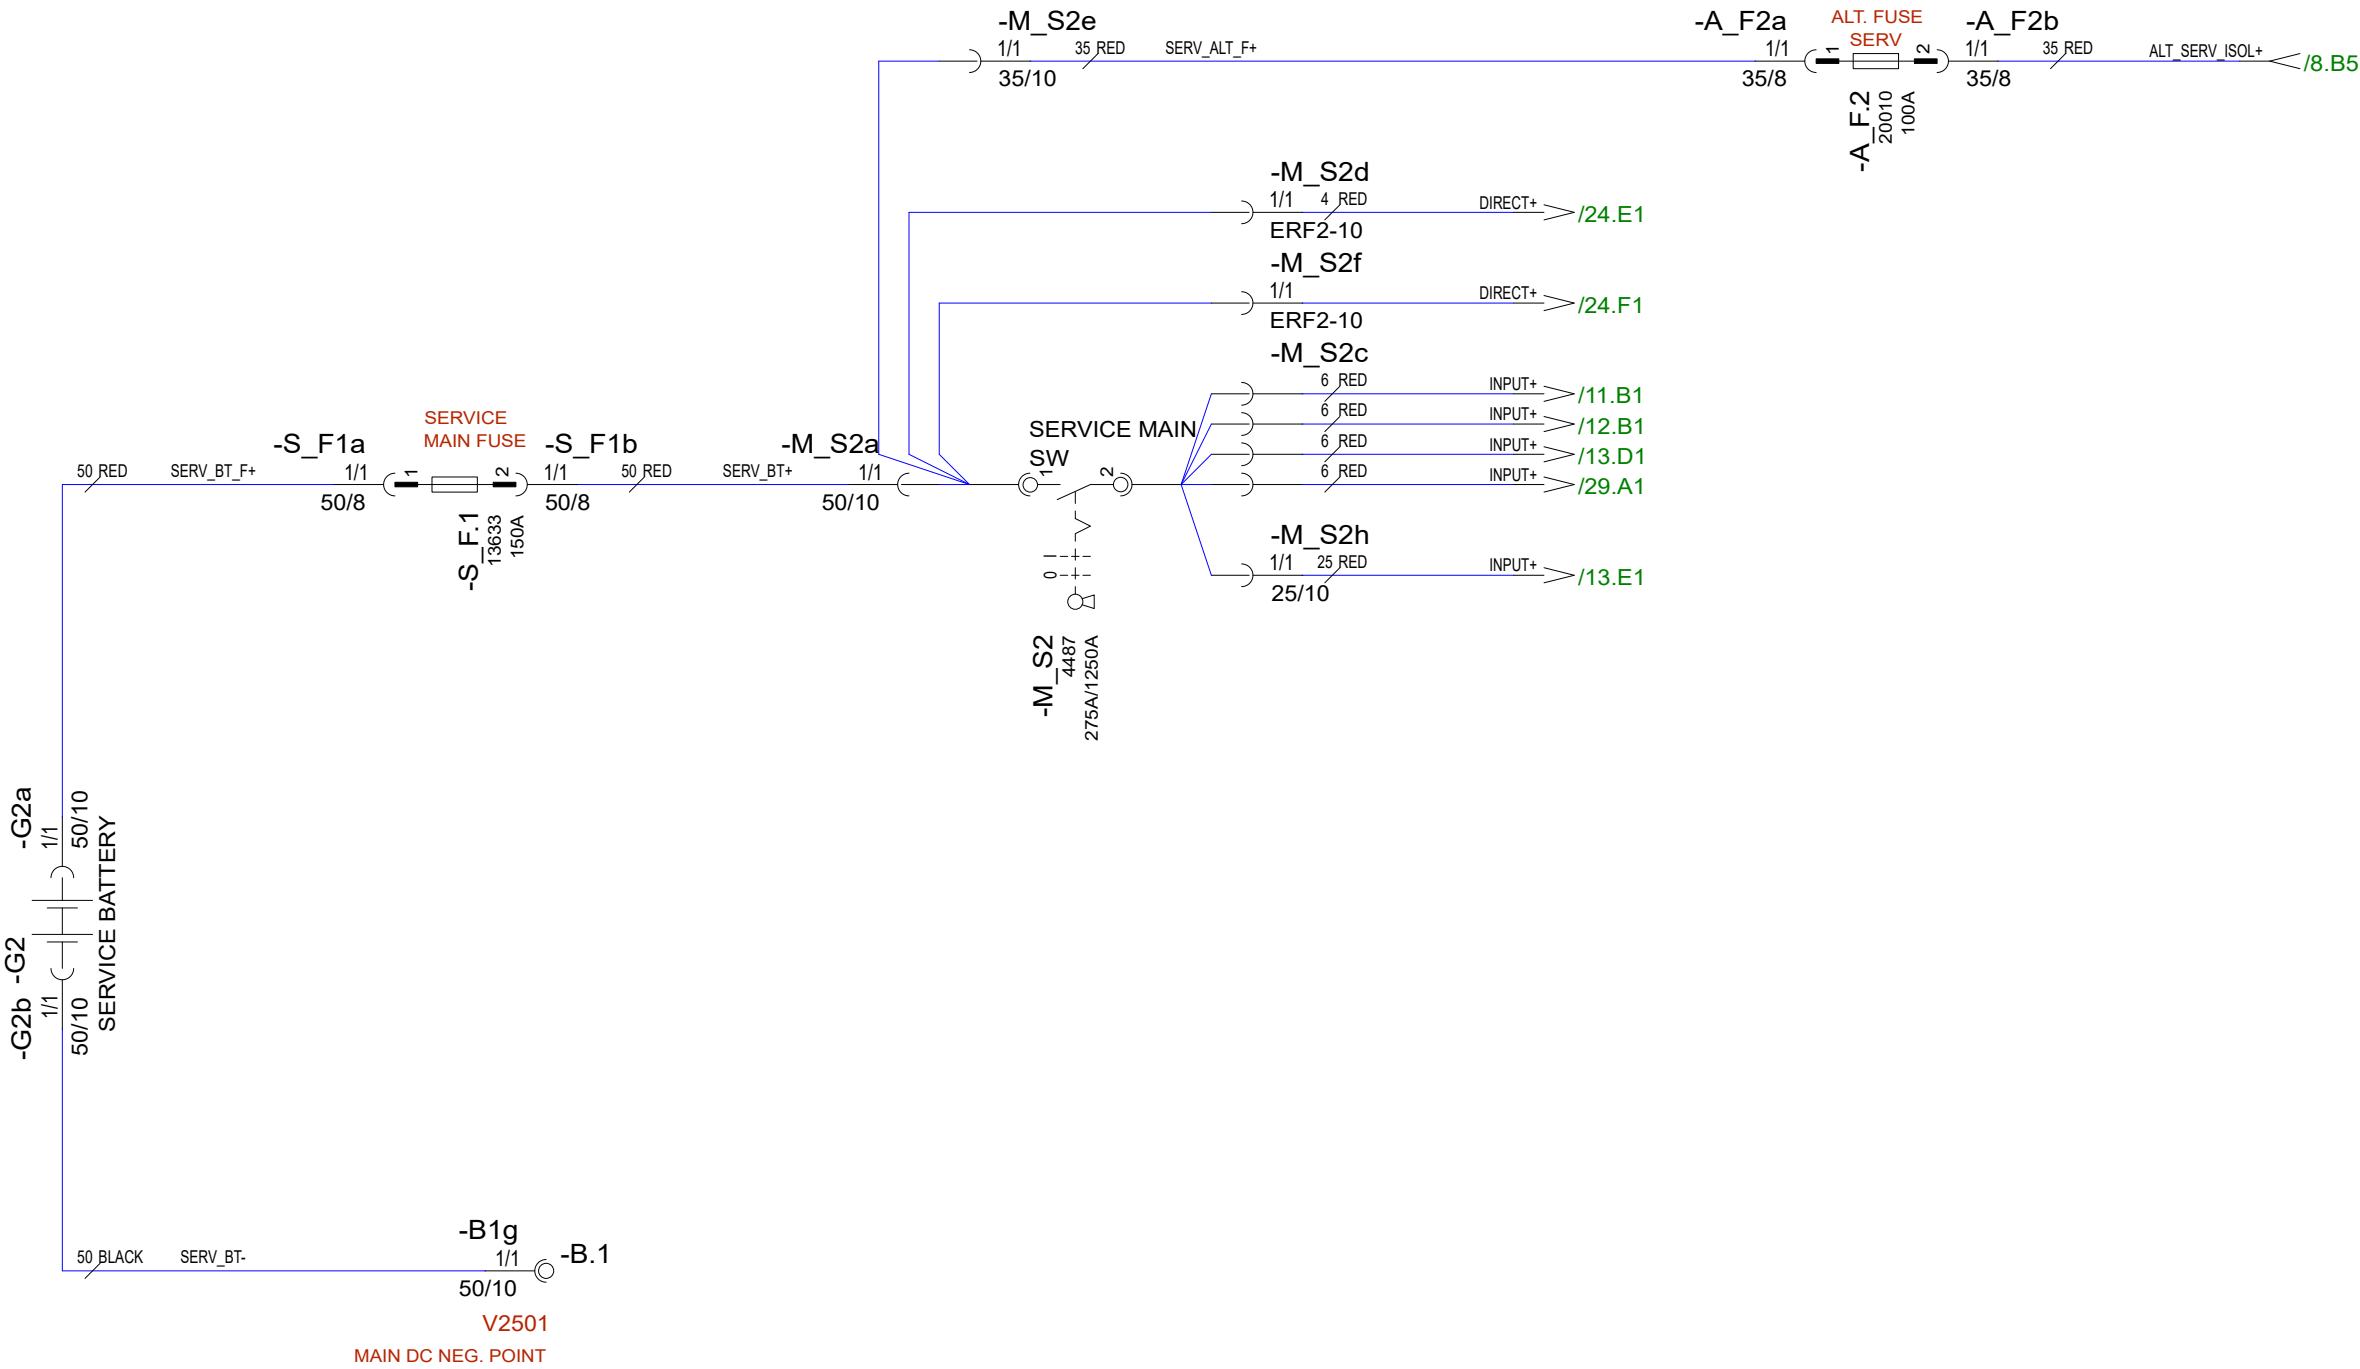 -M_S2e
1/1
35 RED
SERV_ALT_F+
35/10
-A_F2a
1/1
35/8
ALT. FUSE
SERV
1
2
-A_F.2
20010
100A
-A_F2b
1/1
35/8
35 RED
ALT_SERV_ISOL+
/8.B5
-M_S2d
1/1
4 RED
DIRECT+
/24.E1
ERF2-10
-M_S2f
1/1
DIRECT+
/24.F1
ERF2-10
-M_S2c
6 RED
INPUT+
/11.B1
6 RED
INPUT+
/12.B1
6 RED
INPUT+
/13.D1
6 RED
INPUT+
/29.A1
-M_S2h
1/1
25 RED
INPUT+
/13.E1
25/10
50 RED
SERV_BT_F+
-S_F1a
1/1
50/8
SERVICE
MAIN FUSE
1
2
-S_F.1
13633
150A
-S_F1b
1/1
50/8
50 RED
SERV_BT+
-M_S2a
1/1
50/10
SERVICE MAIN
SW
1
2
I
0
-M_S2
4487
275A/1250A
-G2a
1/1
50/10
-G2
SERVICE BATTERY
-G2b
1/1
50/10
50 BLACK
SERV_BT-
-B1g
1/1
50/10
-B.1
V2501
MAIN DC NEG. POINT